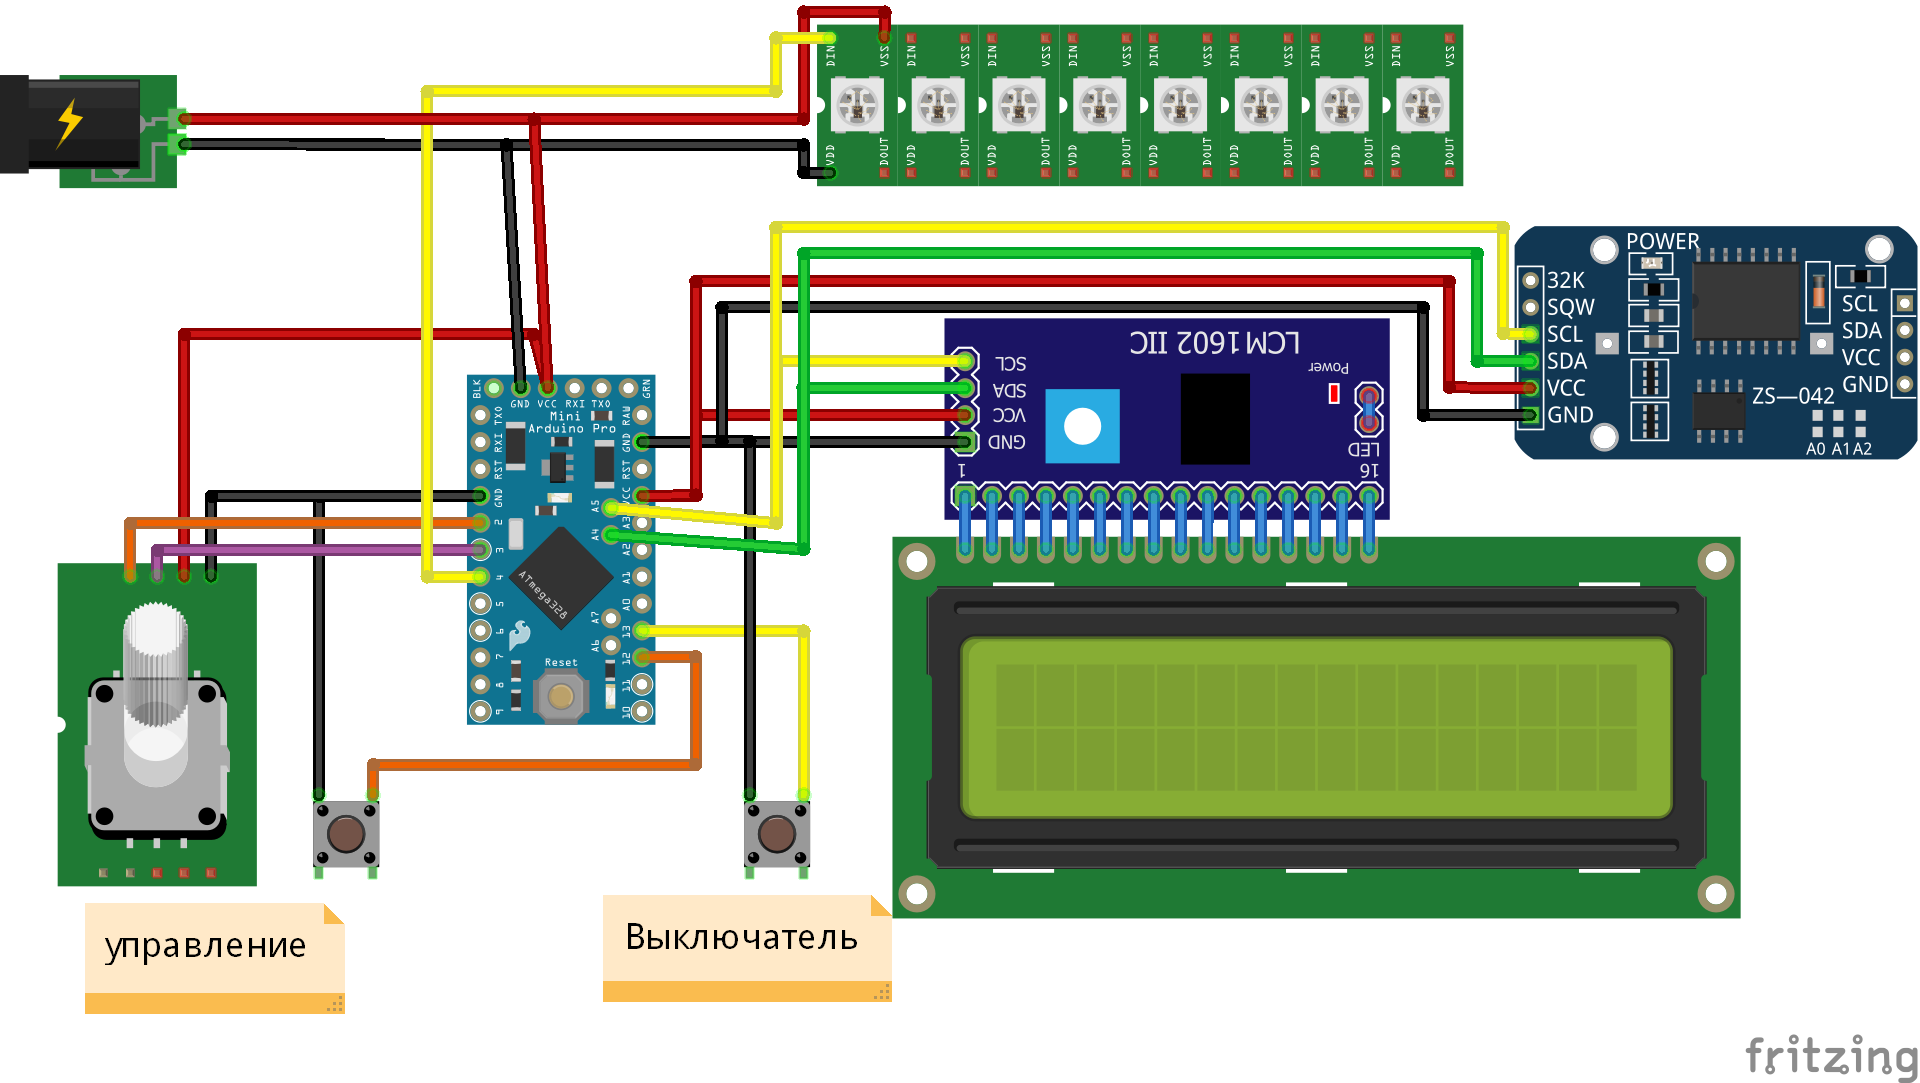 DIN VSS DIN VSS DIN VSS DIN VSS DIN VSS DIN VSS DIN VSS DIN VSS
VDD DOUT VDD DOUT VDD DOUT VDD DOUT VDD DOUT VDD DOUT VDD DOUT VDD DOUT
POWER
32K
SQW
SCL
SDA
VCC
GND
SCL
SDA
VCC
GND
ZS—042
A0 A1 A2
LCM1602 IIC
SCL
SDA
VCC
GND
Power
LED
1
16
BLK GND VCC RXI TXO GRN
Mini
Arduino Pro
TXO
RXI
RST
GND
2
3
4
5
6
7
8
9
RAW
GND
RST
VCC
A3
A2
A1
A0
13
12
11
10
A5
A4
A7
A6
ATmega328
Reset
управление
Выключатель
fritzing